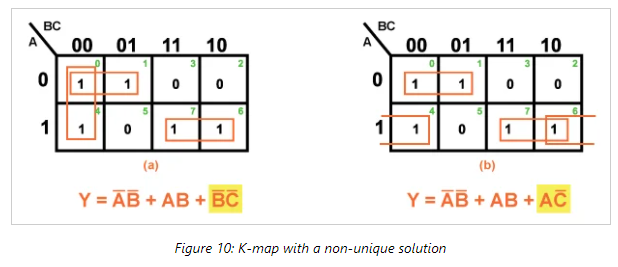 BC
A 00 01 11 10
0 1 0 1 1 0 3 0 2
1 1 4 0 5 1 7 1 6
(a)
Y = A̅B̅ + AB + B̅C̅
BC
A 00 01 11 10
0 1 0 1 1 0 3 0 2
1 1 4 0 5 1 7 1 6
(b)
Y = A̅B̅ + AB + AC̅
Figure 10: K-map with a non-unique solution